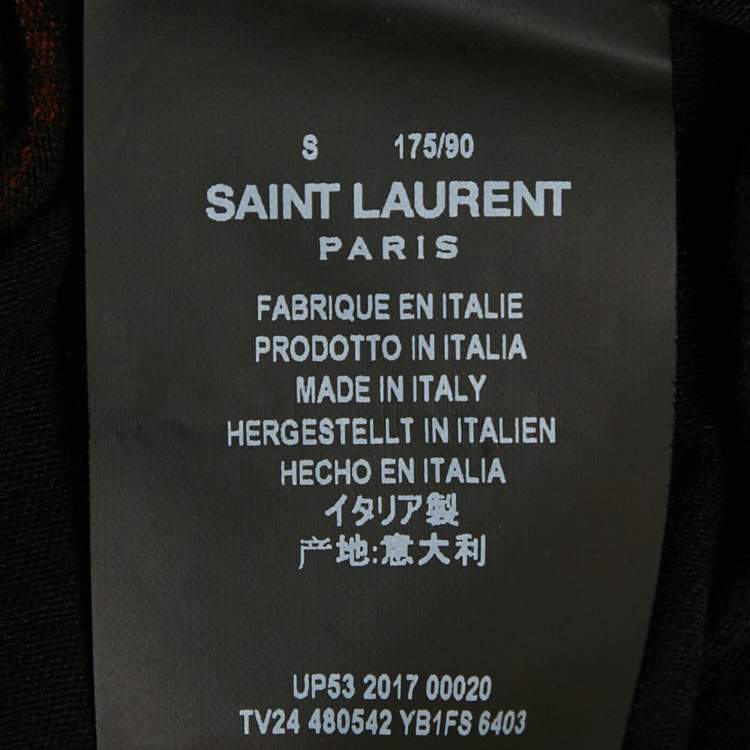 S 175/90
SAINT LAURENT
PARIS
FABRIQUE EN ITALIE
PRODOTTO IN ITALIA
MADE IN ITALY
HERGESTELLT IN ITALIEN
HECHO EN ITALIA
イタリア製
产地:意大利
UP53 2017 00020
TV24 480542 YB1FS 6403